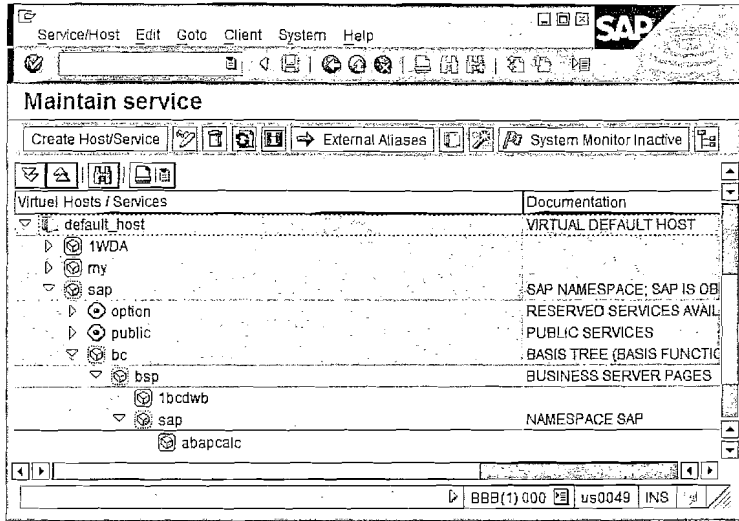 Service/Host Edit Goto Client System Help
SAP
Maintain service
Create Host/Service External Aliases System Monitor Inactive
Virtuel Hosts / Services Documentation
default_host VIRTUAL DEFAULT HOST
1WDA
my
sap SAP NAMESPACE; SAP IS OB
option RESERVED SERVICES AVAIL
public PUBLIC SERVICES
bc BASIS TREE (BASIS FUNCTIC
bsp BUSINESS SERVER PAGES
1bcdwb
sap NAMESPACE SAP
abapcalc
BBB(1) 000 us0049 INS